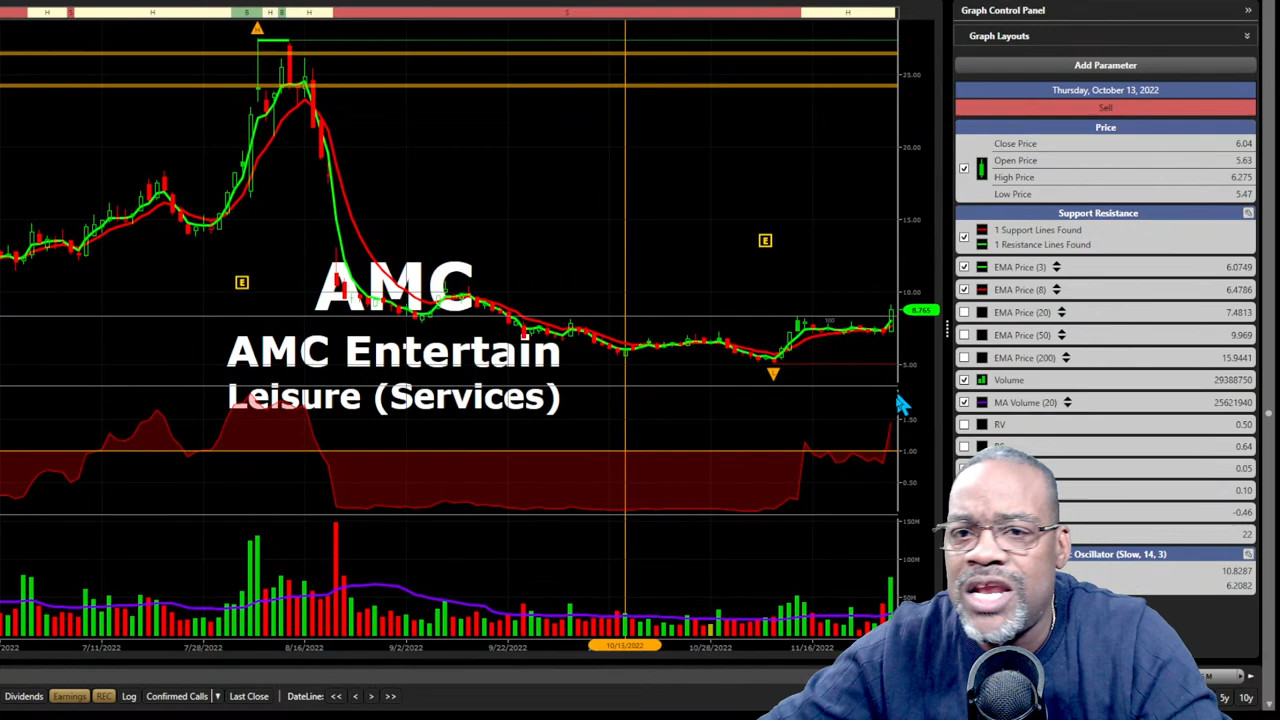 H S H B H B H S H
Graph Control Panel
Graph Layouts
Add Parameter
Thursday, October 13, 2022
Sell
Price
Close Price 6.04
Open Price 5.63
High Price 6.275
Low Price 5.47
Support Resistance
1 Support Lines Found
1 Resistance Lines Found
EMA Price (3) 6.0749
EMA Price (8) 6.4786
EMA Price (20) 7.4813
EMA Price (50) 9.969
EMA Price (200) 15.9441
Volume 29388750
MA Volume (20) 25621940
RV 0.50
0.64
0.05
0.10
-0.46
22
Oscillator (Slow, 14, 3)
10.8287
6.2082
25.00
20.00
15.00
10.00
8.765
5.00
E
E
100
AMC
AMC Entertain
Leisure (Services)
1.50
1.00
0.50
150M
100M
50M
/2022 7/11/2022 7/28/2022 8/16/2022 9/2/2022 9/22/2022 10/13/2022 10/28/2022 11/16/2022
Dividends Earnings REC Log Confirmed Calls Last Close DateLine: << < > >>
M
5y 10y